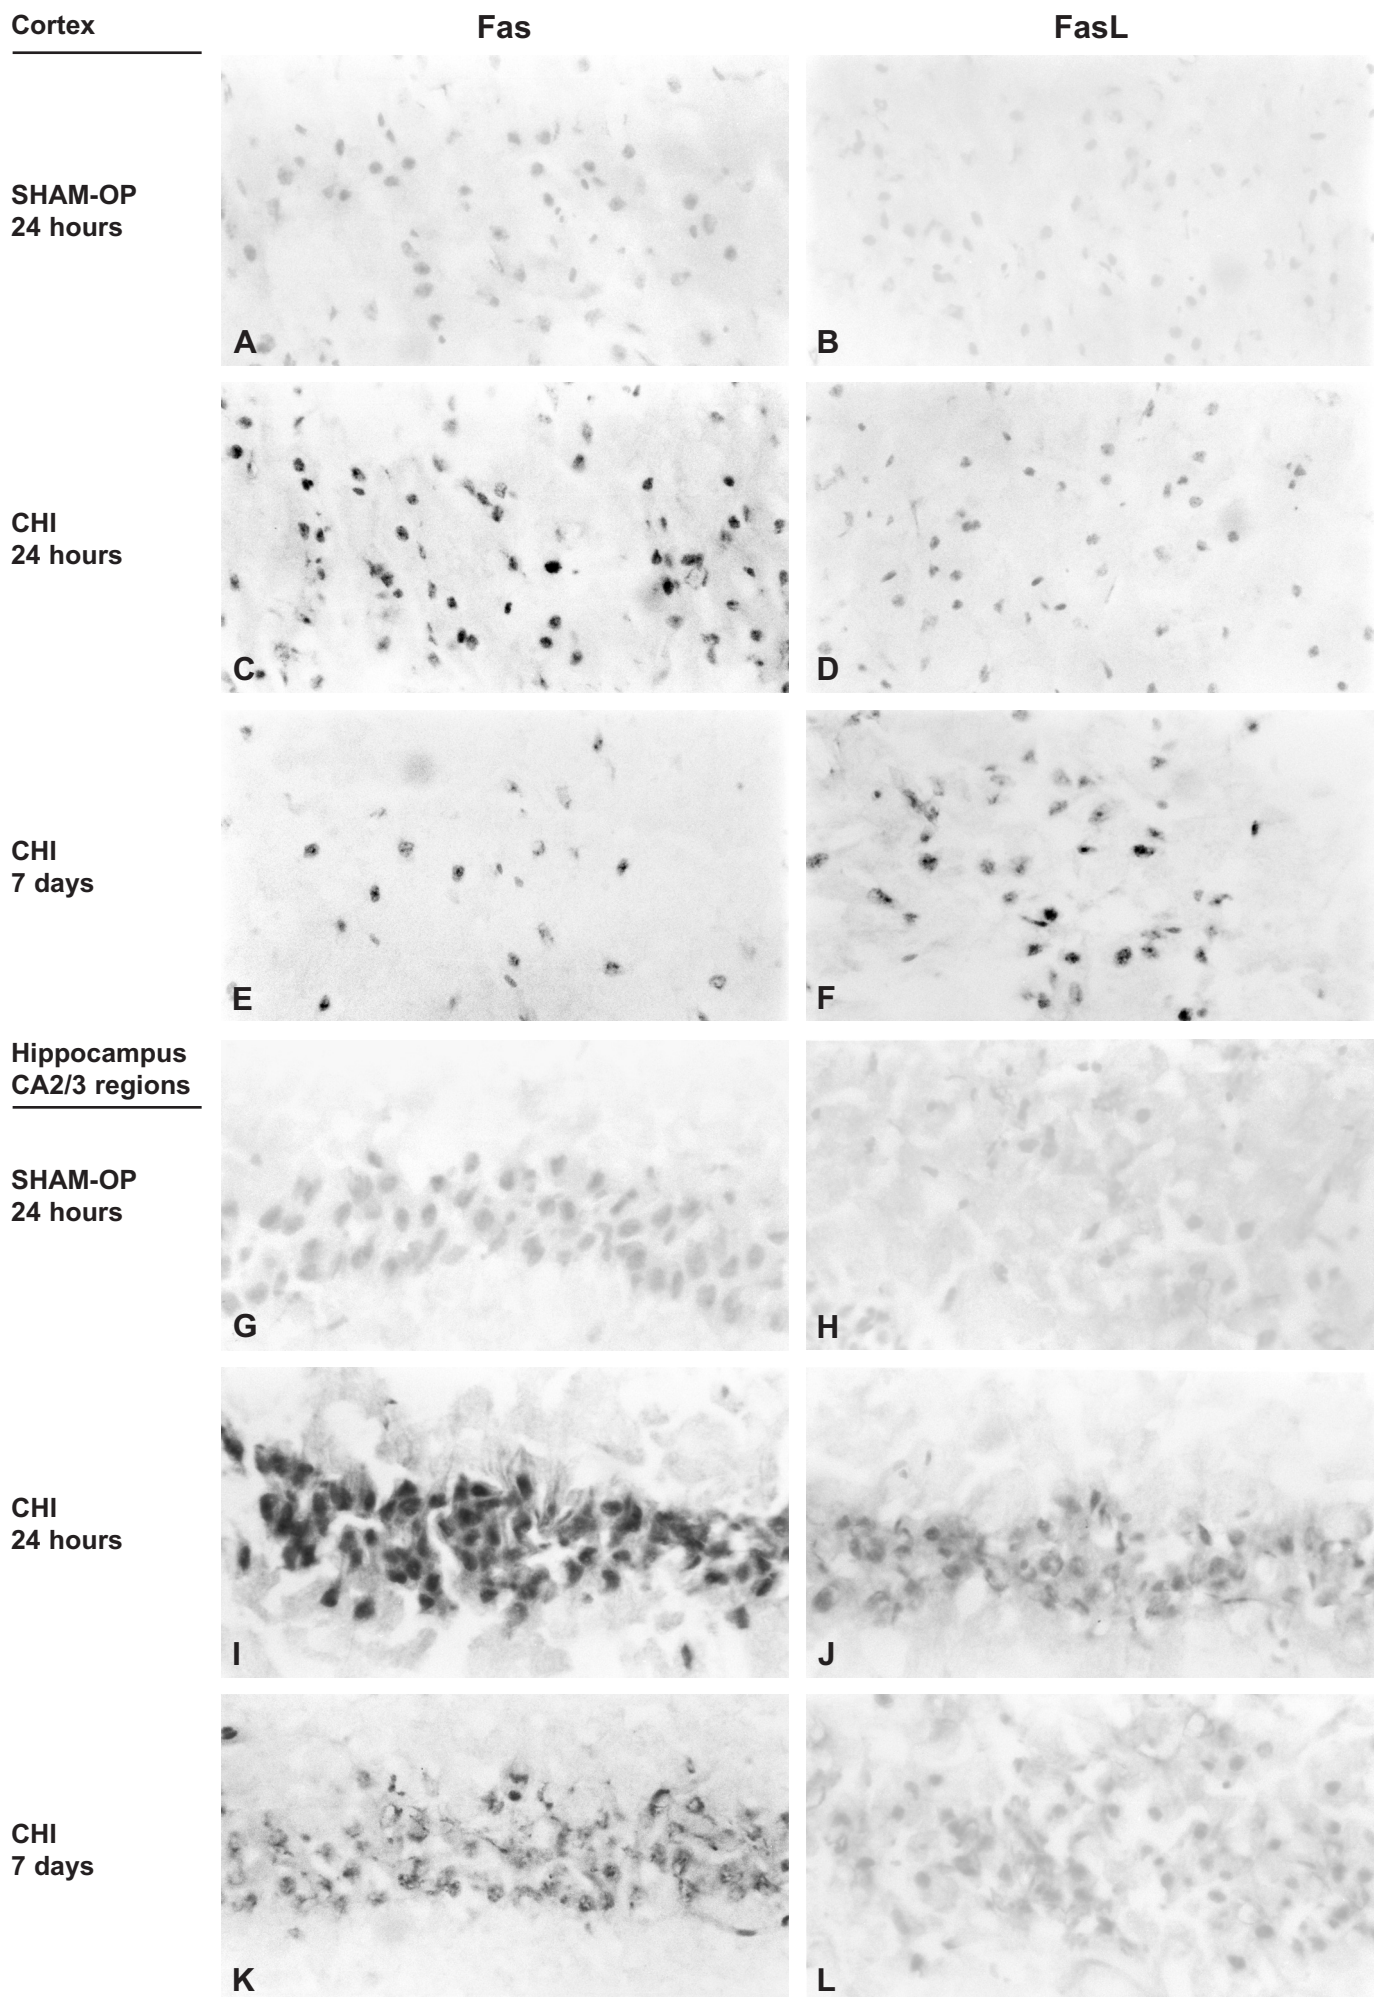 Cortex
Fas
FasL
SHAM-OP
24 hours
A
B
CHI
24 hours
C
D
CHI
7 days
E
F
Hippocampus
CA2/3 regions
SHAM-OP
24 hours
G
H
CHI
24 hours
I
J
CHI
7 days
K
L